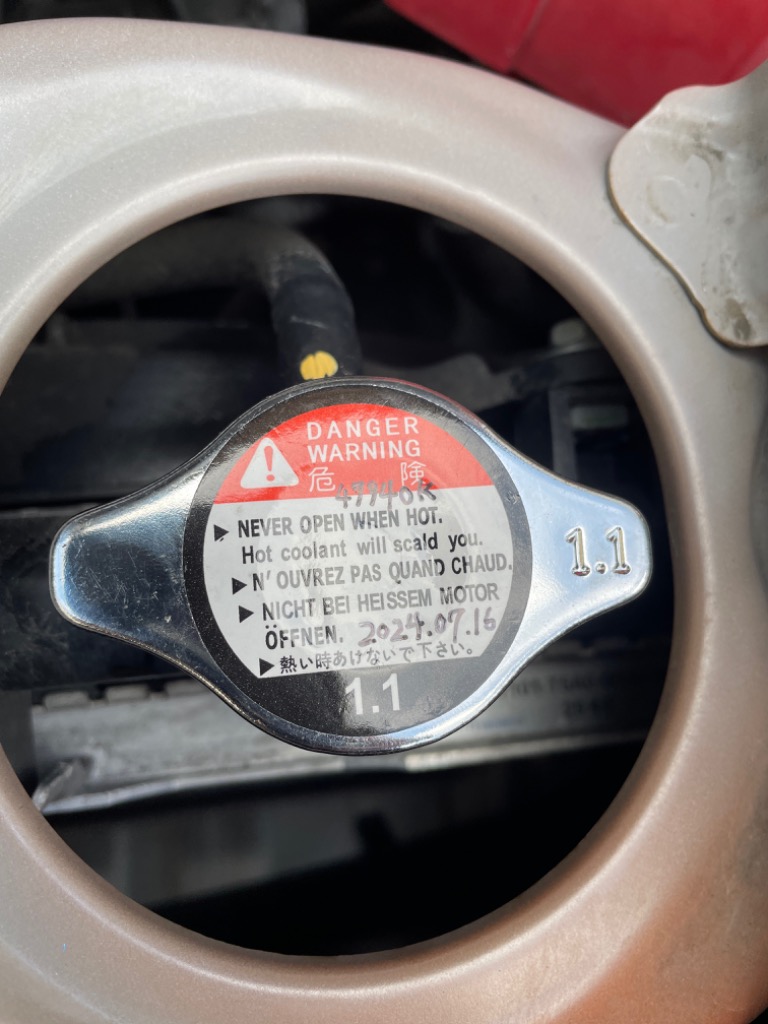 DANGER
WARNING
危 険
47940K
▶ NEVER OPEN WHEN HOT.
Hot coolant will scald you.
▶ N'OUVREZ PAS QUAND CHAUD.
▶ NICHT BEI HEISSEM MOTOR
ÖFFNEN. 2024.07.16
▶ 熱い時あけないで下さい。
1.1
1.1